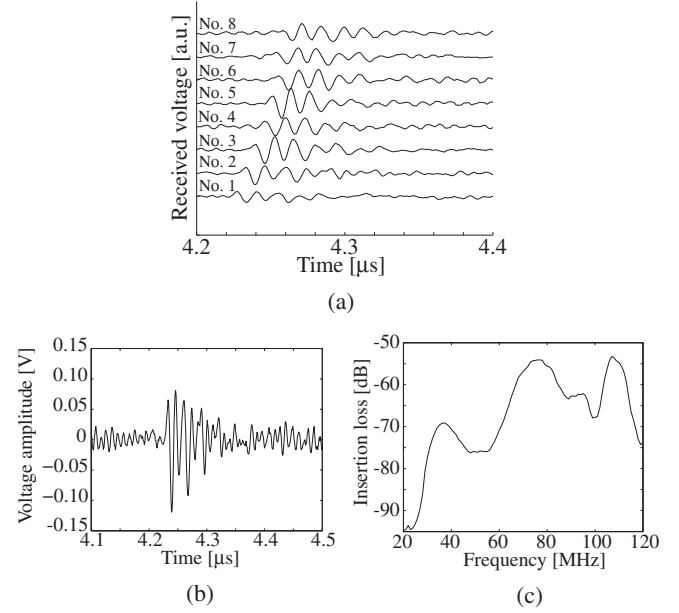 Received voltage [a.u.]
No. 8
No. 7
No. 6
No. 5
No. 4
No. 3
No. 2
No. 1
4.2 4.3 4.4
Time [μs]
(a)
Voltage amplitude [V]
0.15
0.10
0.05
0
−0.05
−0.10
-0.15
4.1 4.2 4.3 4.4 4.5
Time [μs]
(b)
Insertion loss [dB]
-50
-60
-70
-80
-90
20 40 60 80 100 120
Frequency [MHz]
(c)